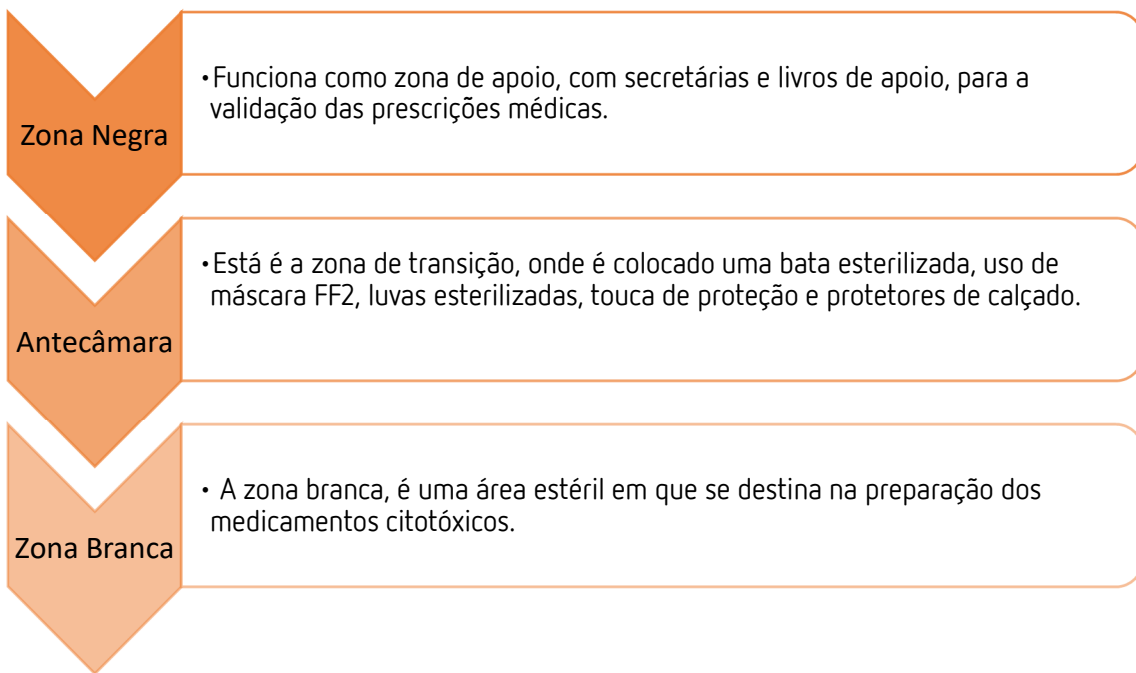 Zona Negra
•Funciona como zona de apoio, com secretárias e livros de apoio, para a
validação das prescrições médicas.
Antecâmara
•Está é a zona de transição, onde é colocado uma bata esterilizada, uso de
máscara FF2, luvas esterilizadas, touca de proteção e protetores de calçado.
Zona Branca
• A zona branca, é uma área estéril em que se destina na preparação dos
medicamentos citotóxicos.